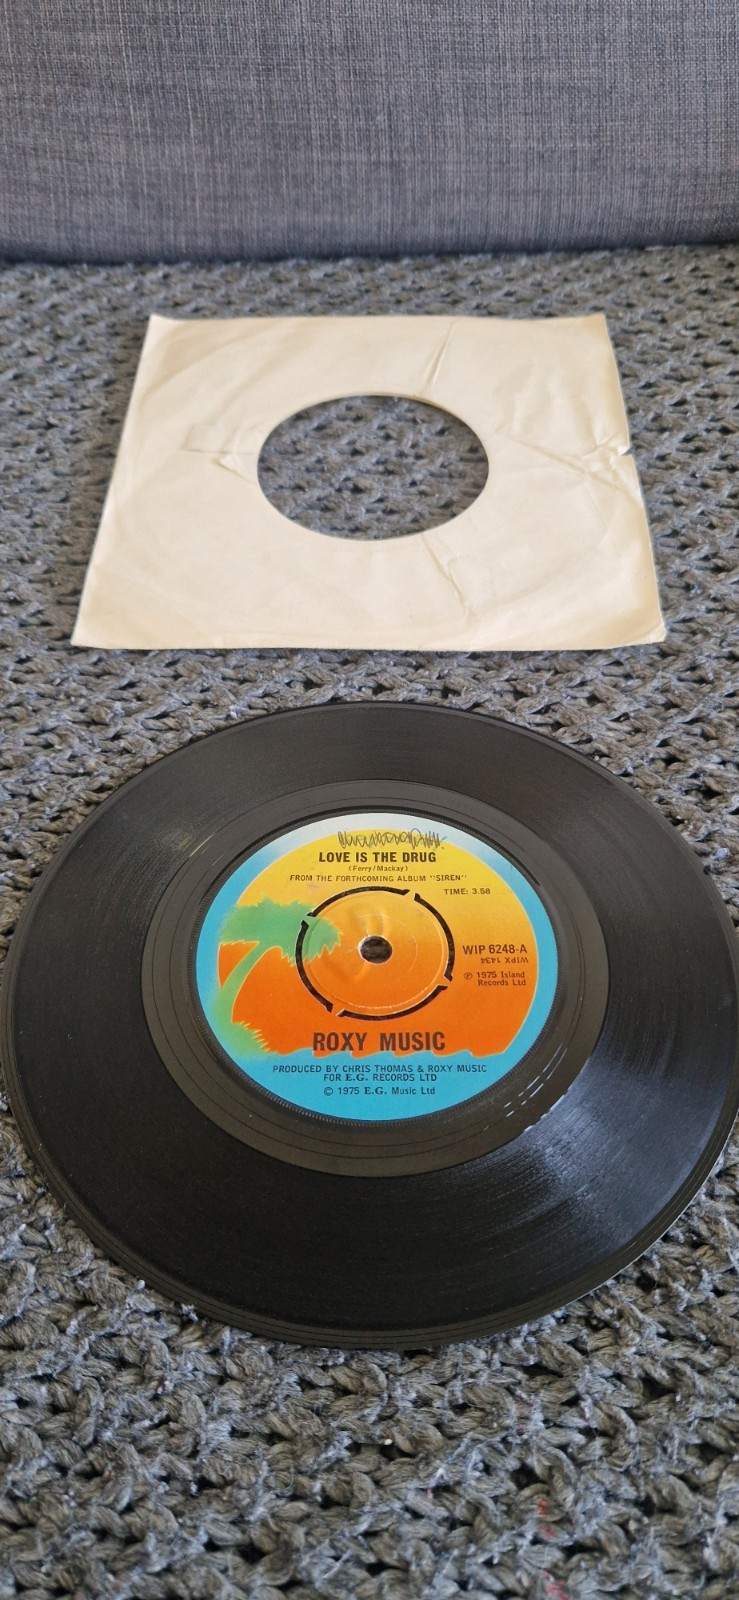 LOVE IS THE DRUG
(Ferry/Mackay)
FROM THE FORTHCOMING ALBUM "SIREN"
TIME: 3.58
WIP 6248-A
WIPX 1434
℗ 1975 Island
Records Ltd
ROXY MUSIC
PRODUCED BY CHRIS THOMAS & ROXY MUSIC
FOR E.G. RECORDS LTD
© 1975 E.G. Music Ltd